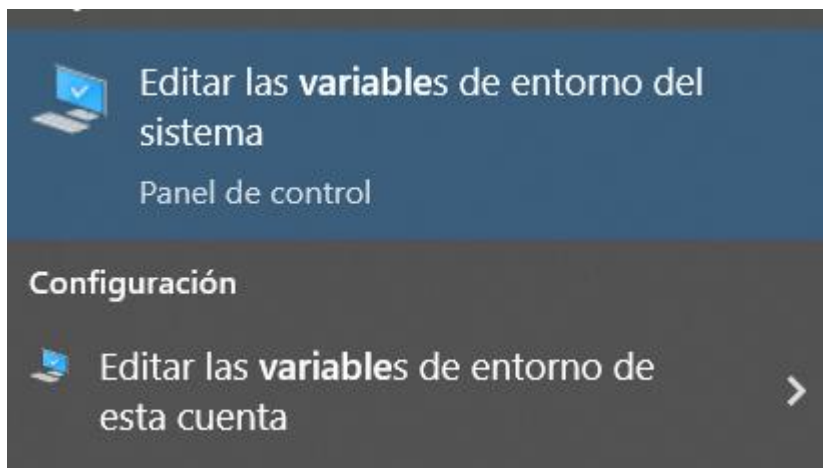 Editar las variables de entorno del
sistema
Panel de control
Configuración
Editar las variables de entorno de
esta cuenta